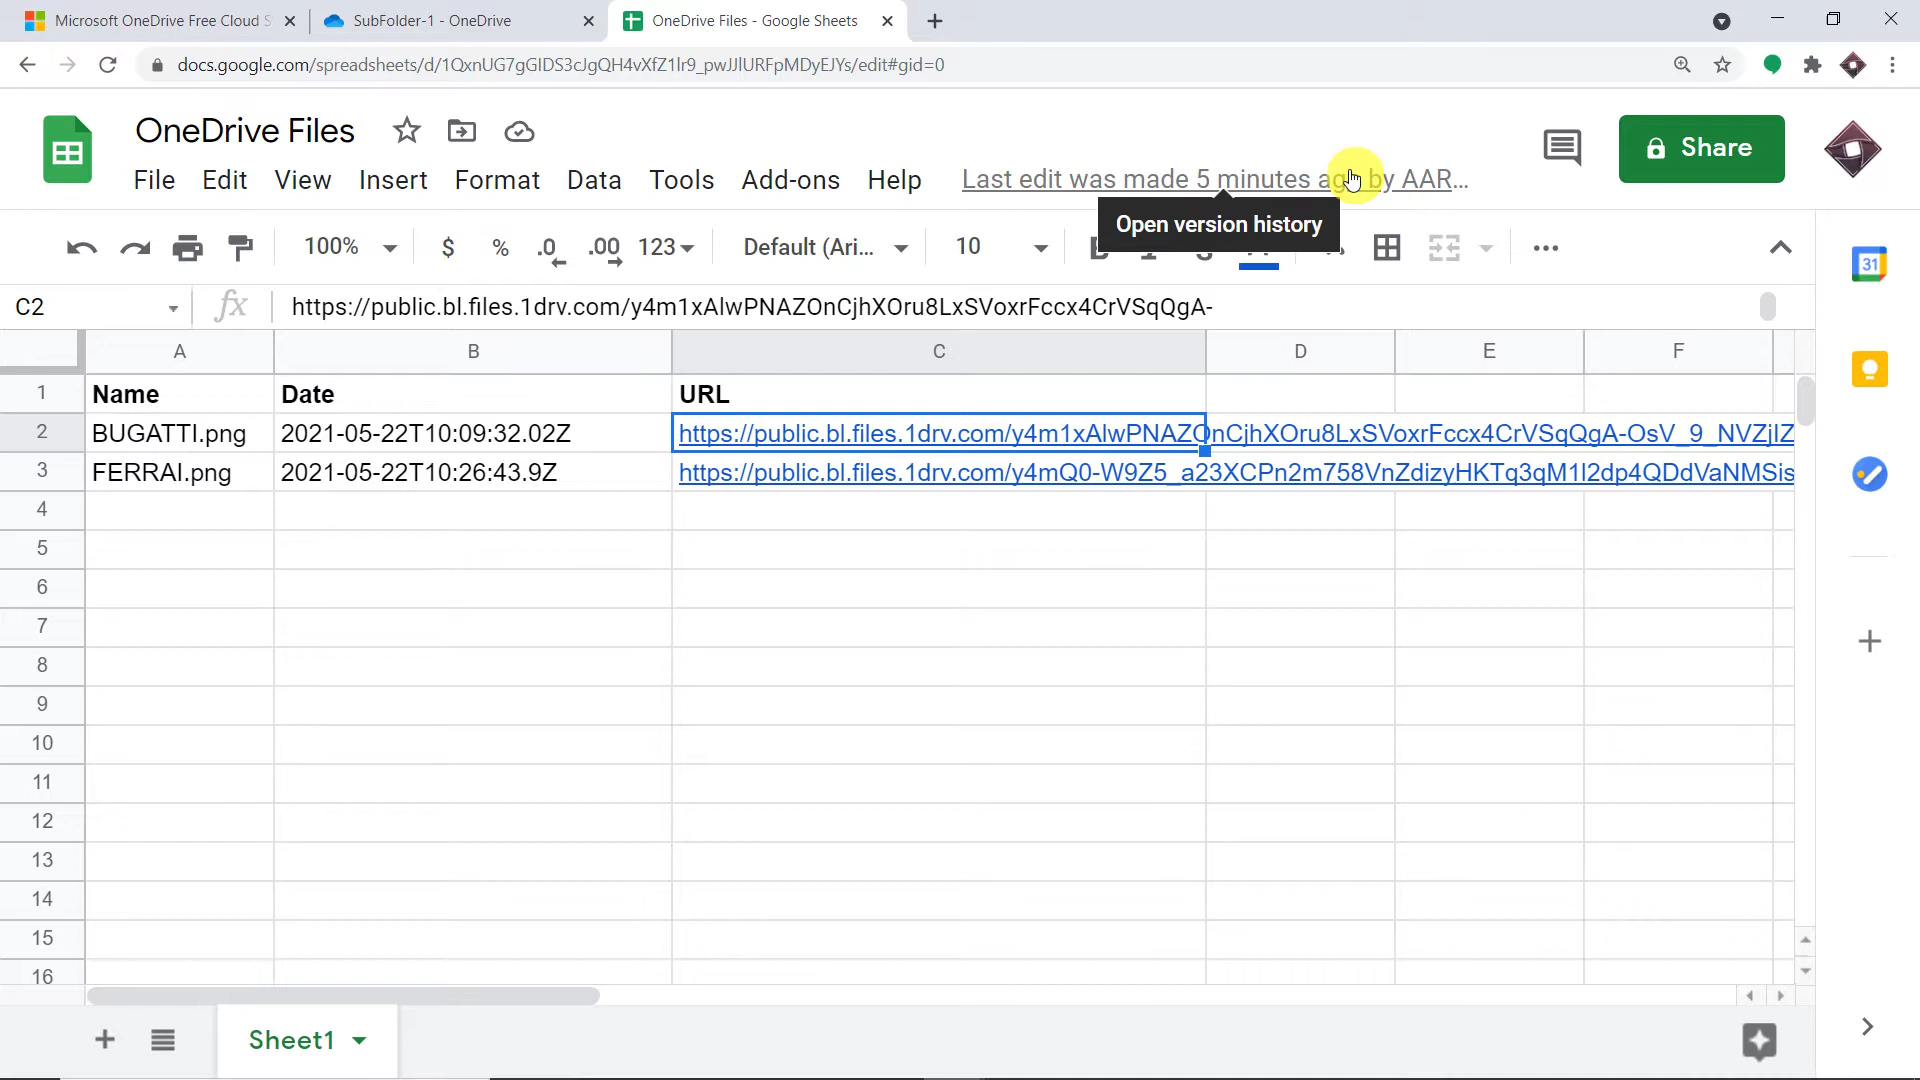 Microsoft OneDrive Free Cloud S
SubFolder-1 - OneDrive
OneDrive Files - Google Sheets
docs.google.com/spreadsheets/d/1QxnUG7gGIDS3cJgQH4vXfZ1lr9_pwJJlURFpMDyEJYs/edit#gid=0
OneDrive Files
Share
File Edit View Insert Format Data Tools Add-ons Help Last edit was made 5 minutes ago by AAR...
Open version history
100% $ % .0 .00 123 Default (Ari... 10
31
C2 fx https://public.bl.files.1drv.com/y4m1xAlwPNAZOnCjhXOru8LxSVoxrFccx4CrVSqQgA-
A B C D E F
1 Name Date URL
2 BUGATTI.png 2021-05-22T10:09:32.02Z https://public.bl.files.1drv.com/y4m1xAlwPNAZOnCjhXOru8LxSVoxrFccx4CrVSqQgA-OsV_9_NVZjIZ
3 FERRAI.png 2021-05-22T10:26:43.9Z https://public.bl.files.1drv.com/y4mQ0-W9Z5_a23XCPn2m758VnZdizyHKTq3qM1l2dp4QDdVaNMSis
4
5
6
7
8
9
10
11
12
13
14
15
16
Sheet1